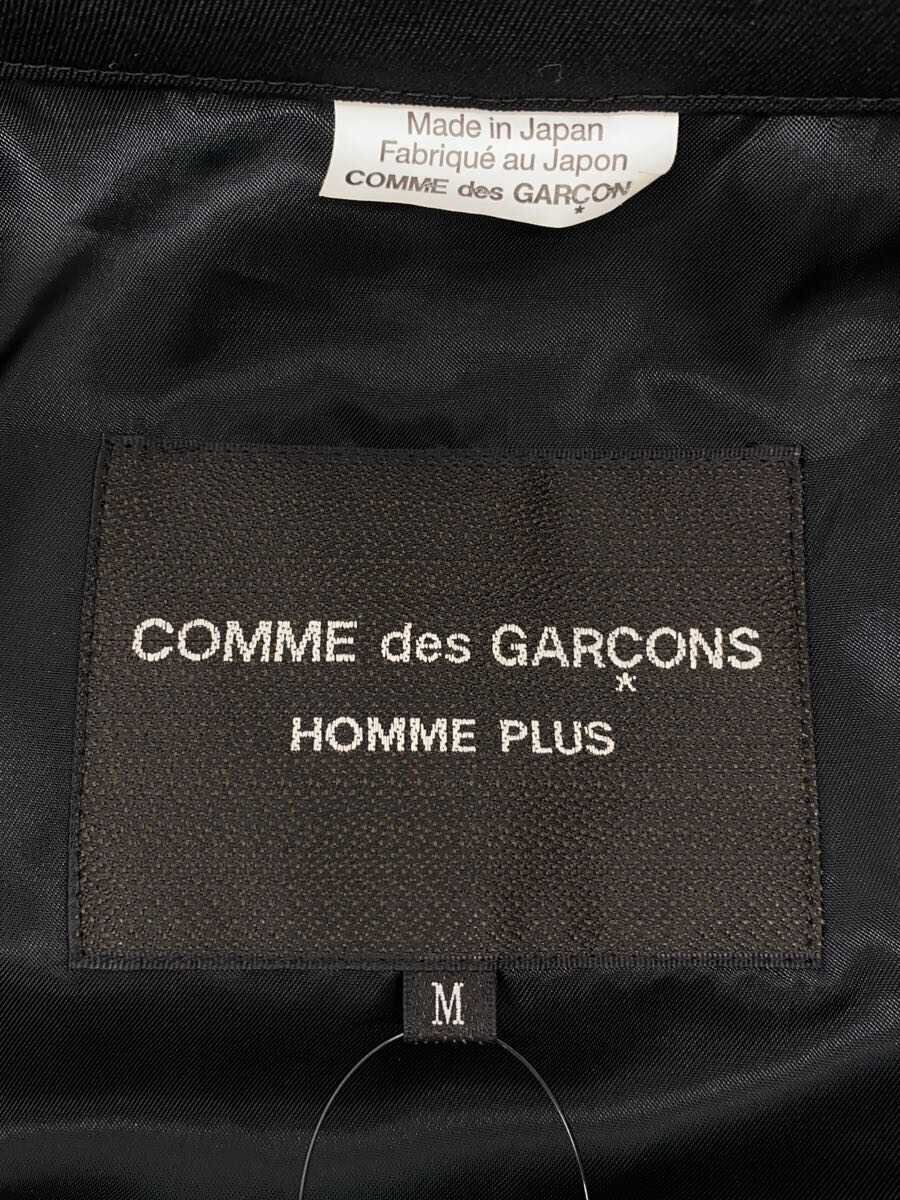 Made in Japan
Fabriqué au Japon
COMME des GARÇON
COMME des GARÇONS
HOMME PLUS
M